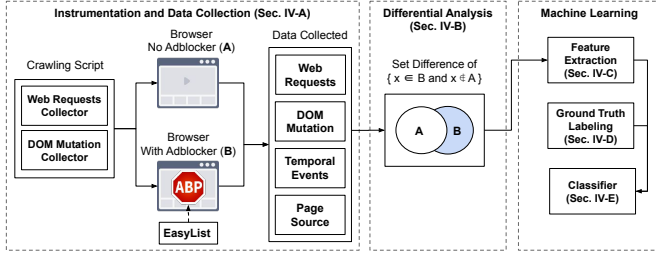 Instrumentation and Data Collection (Sec. IV-A)
Crawling Script
Web Requests
Collector
DOM Mutation
Collector
Browser
No Adblocker (A)
Browser
With Adblocker (B)
ABP
EasyList
Data Collected
Web
Requests
DOM
Mutation
Temporal
Events
Page
Source
Differential Analysis
(Sec. IV-B)
Set Difference of
{ x ∈ B and x ∉ A }
A
B
Machine Learning
Feature
Extraction
(Sec. IV-C)
Ground Truth
Labeling
(Sec. IV-D)
Classifier
(Sec. IV-E)